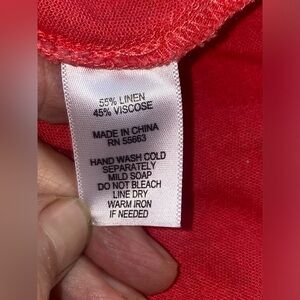 55% LINEN
45% VISCOSE
MADE IN CHINA
RN 55663
HAND WASH COLD
SEPARATELY
MILD SOAP
DO NOT BLEACH
LINE DRY
WARM IRON
IF NEEDED